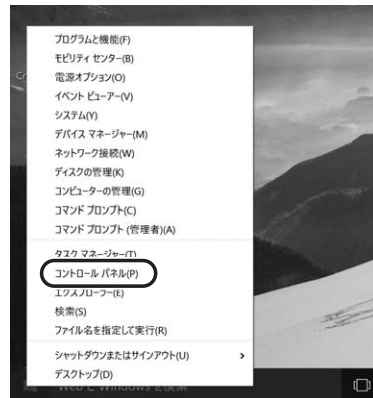 プログラムと機能(F)
モビリティ センター(B)
電源オプション(O)
イベント ビューアー(V)
システム(Y)
デバイス マネージャー(M)
ネットワーク接続(W)
ディスクの管理(K)
コンピューターの管理(G)
コマンド プロンプト(C)
コマンド プロンプト (管理者)(A)
タスク マネージャー(T)
コントロール パネル(P)
エクスプローラー(E)
検索(S)
ファイル名を指定して実行(R)
シャットダウンまたはサインアウト(U)
デスクトップ(D)
Web と Windows を検索